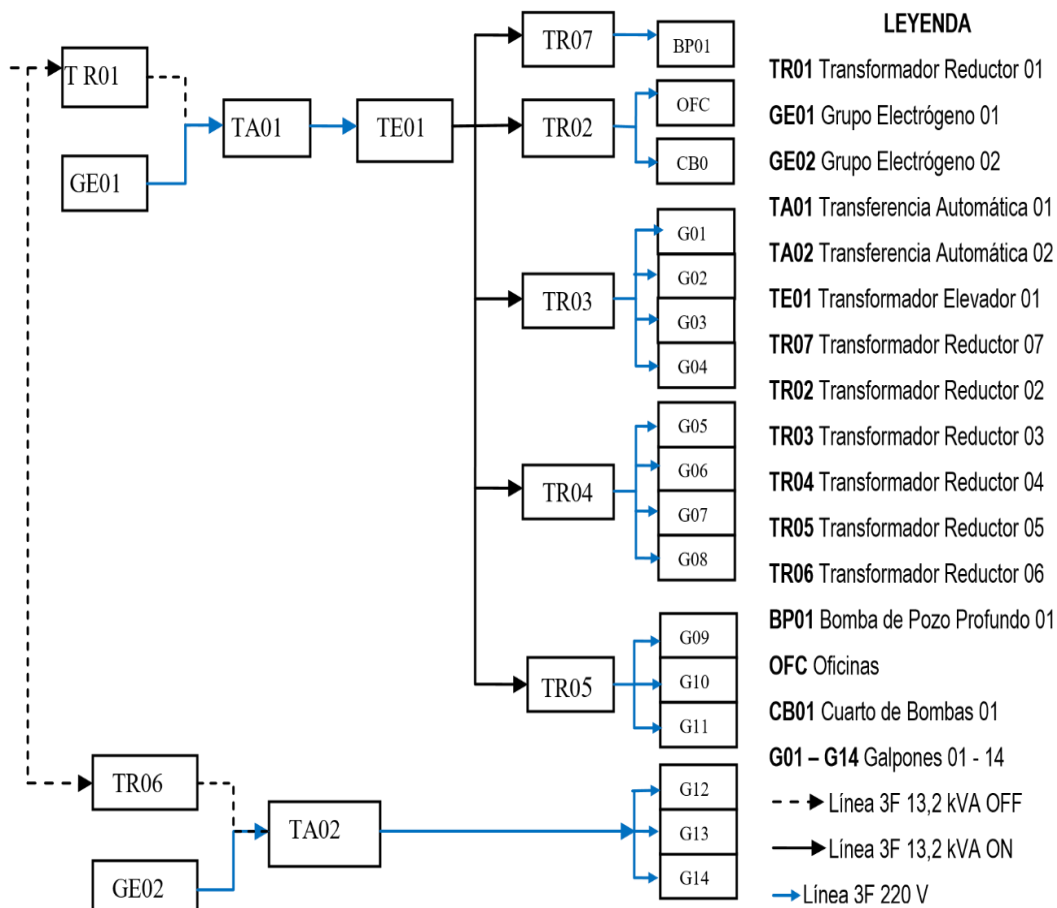 T R01
GE01
TA01
TE01
TR07
BP01
TR02
OFC
CB0
TR03
G01
G02
G03
G04
TR04
G05
G06
G07
G08
TR05
G09
G10
G11
TR06
GE02
TA02
G12
G13
G14
LEYENDA
TR01 Transformador Reductor 01
GE01 Grupo Electrógeno 01
GE02 Grupo Electrógeno 02
TA01 Transferencia Automática 01
TA02 Transferencia Automática 02
TE01 Transformador Elevador 01
TR07 Transformador Reductor 07
TR02 Transformador Reductor 02
TR03 Transformador Reductor 03
TR04 Transformador Reductor 04
TR05 Transformador Reductor 05
TR06 Transformador Reductor 06
BP01 Bomba de Pozo Profundo 01
OFC Oficinas
CB01 Cuarto de Bombas 01
G01 – G14 Galpones 01 - 14
Línea 3F 13,2 kVA OFF
Línea 3F 13,2 kVA ON
Línea 3F 220 V